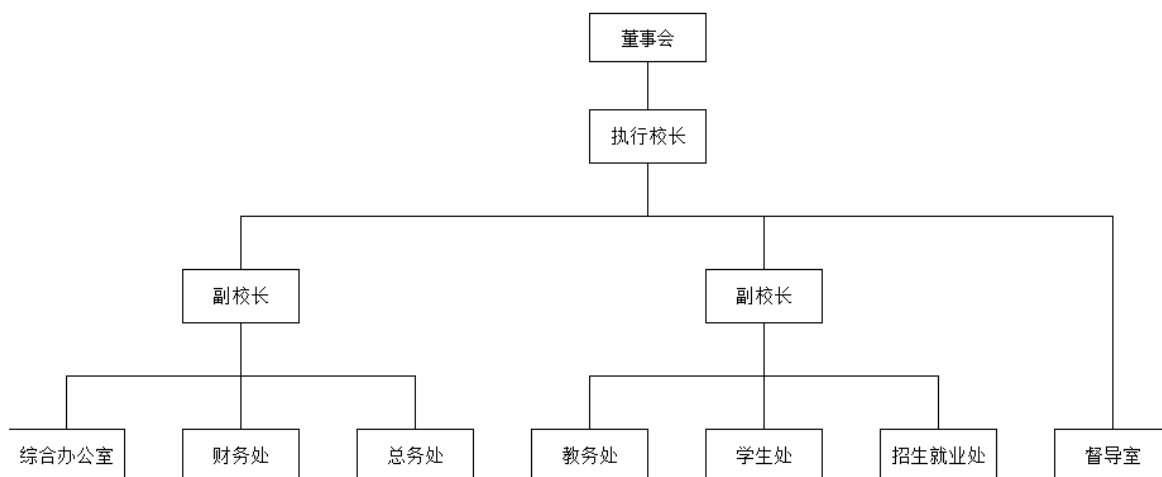 董事会
执行校长
副校长
副校长
综合办公室
财务处
总务处
教务处
学生处
招生就业处
督导室